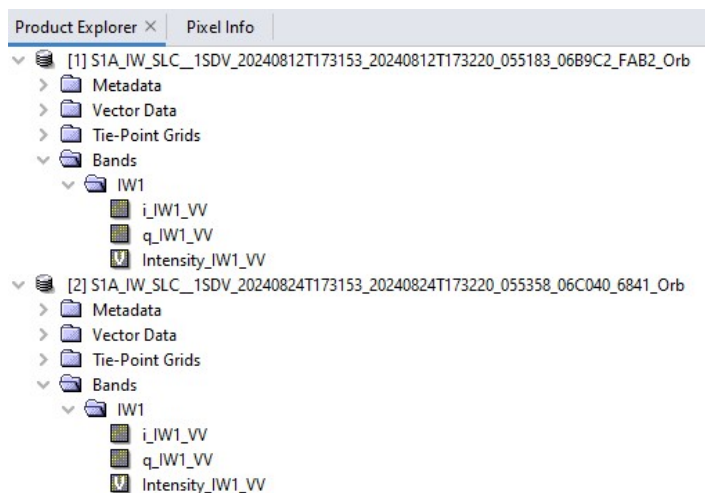 Product Explorer × Pixel Info
[1] S1A_IW_SLC__1SDV_20240812T173153_20240812T173220_055183_06B9C2_FAB2_Orb
Metadata
Vector Data
Tie-Point Grids
Bands
IW1
i_IW1_VV
q_IW1_VV
Intensity_IW1_VV
[2] S1A_IW_SLC__1SDV_20240824T173153_20240824T173220_055358_06C040_6841_Orb
Metadata
Vector Data
Tie-Point Grids
Bands
IW1
i_IW1_VV
q_IW1_VV
Intensity_IW1_VV